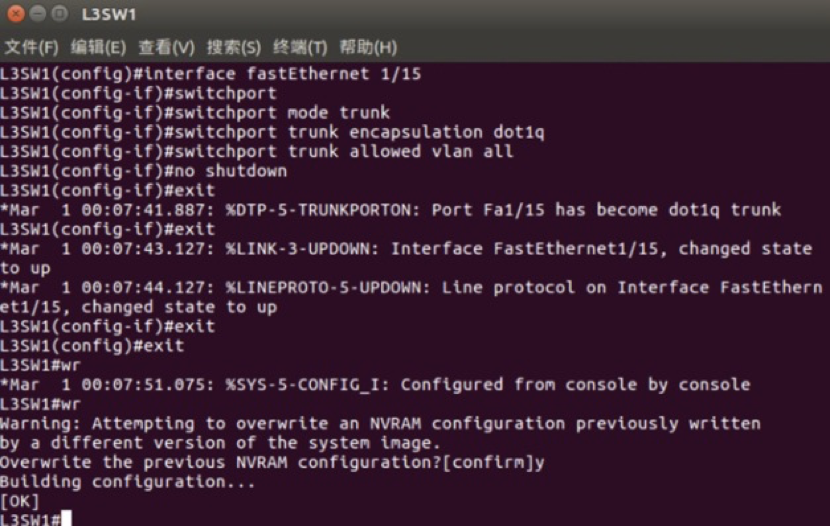 L3SW1
文件(F) 编辑(E) 查看(V) 搜索(S) 终端(T) 帮助(H)
L3SW1(config)#interface fastEthernet 1/15
L3SW1(config-if)#switchport
L3SW1(config-if)#switchport mode trunk
L3SW1(config-if)#switchport trunk encapsulation dot1q
L3SW1(config-if)#switchport trunk allowed vlan all
L3SW1(config-if)#no shutdown
L3SW1(config-if)#exit
*Mar  1 00:07:41.887: %DTP-5-TRUNKPORTON: Port Fa1/15 has become dot1q trunk
L3SW1(config-if)#exit
*Mar  1 00:07:43.127: %LINK-3-UPDOWN: Interface FastEthernet1/15, changed state
to up
*Mar  1 00:07:44.127: %LINEPROTO-5-UPDOWN: Line protocol on Interface FastEthern
et1/15, changed state to up
L3SW1(config-if)#exit
L3SW1(config)#exit
L3SW1#wr
*Mar  1 00:07:51.075: %SYS-5-CONFIG_I: Configured from console by console
L3SW1#wr
Warning: Attempting to overwrite an NVRAM configuration previously written
by a different version of the system image.
Overwrite the previous NVRAM configuration?[confirm]y
Building configuration...
[OK]
L3SW1#